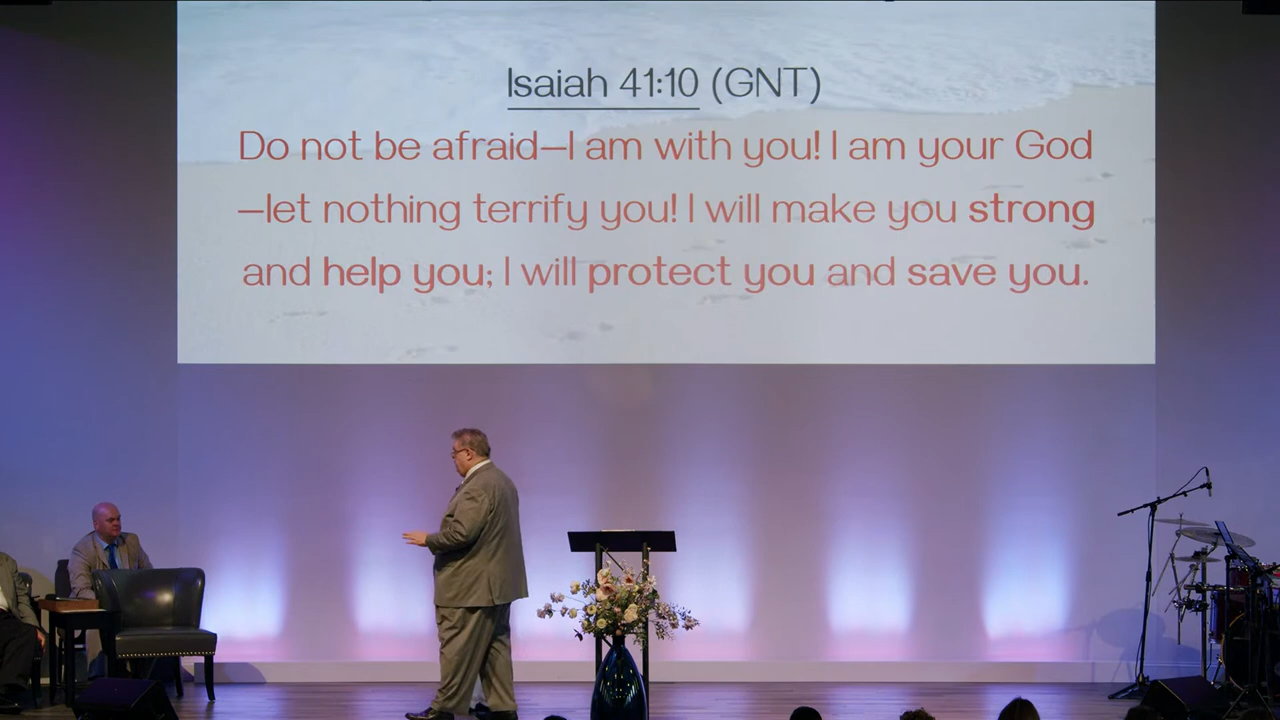 Isaiah 41:10 (GNT)
Do not be afraid—I am with you! I am your God
—let nothing terrify you! I will make you strong
and help you; I will protect you and save you.